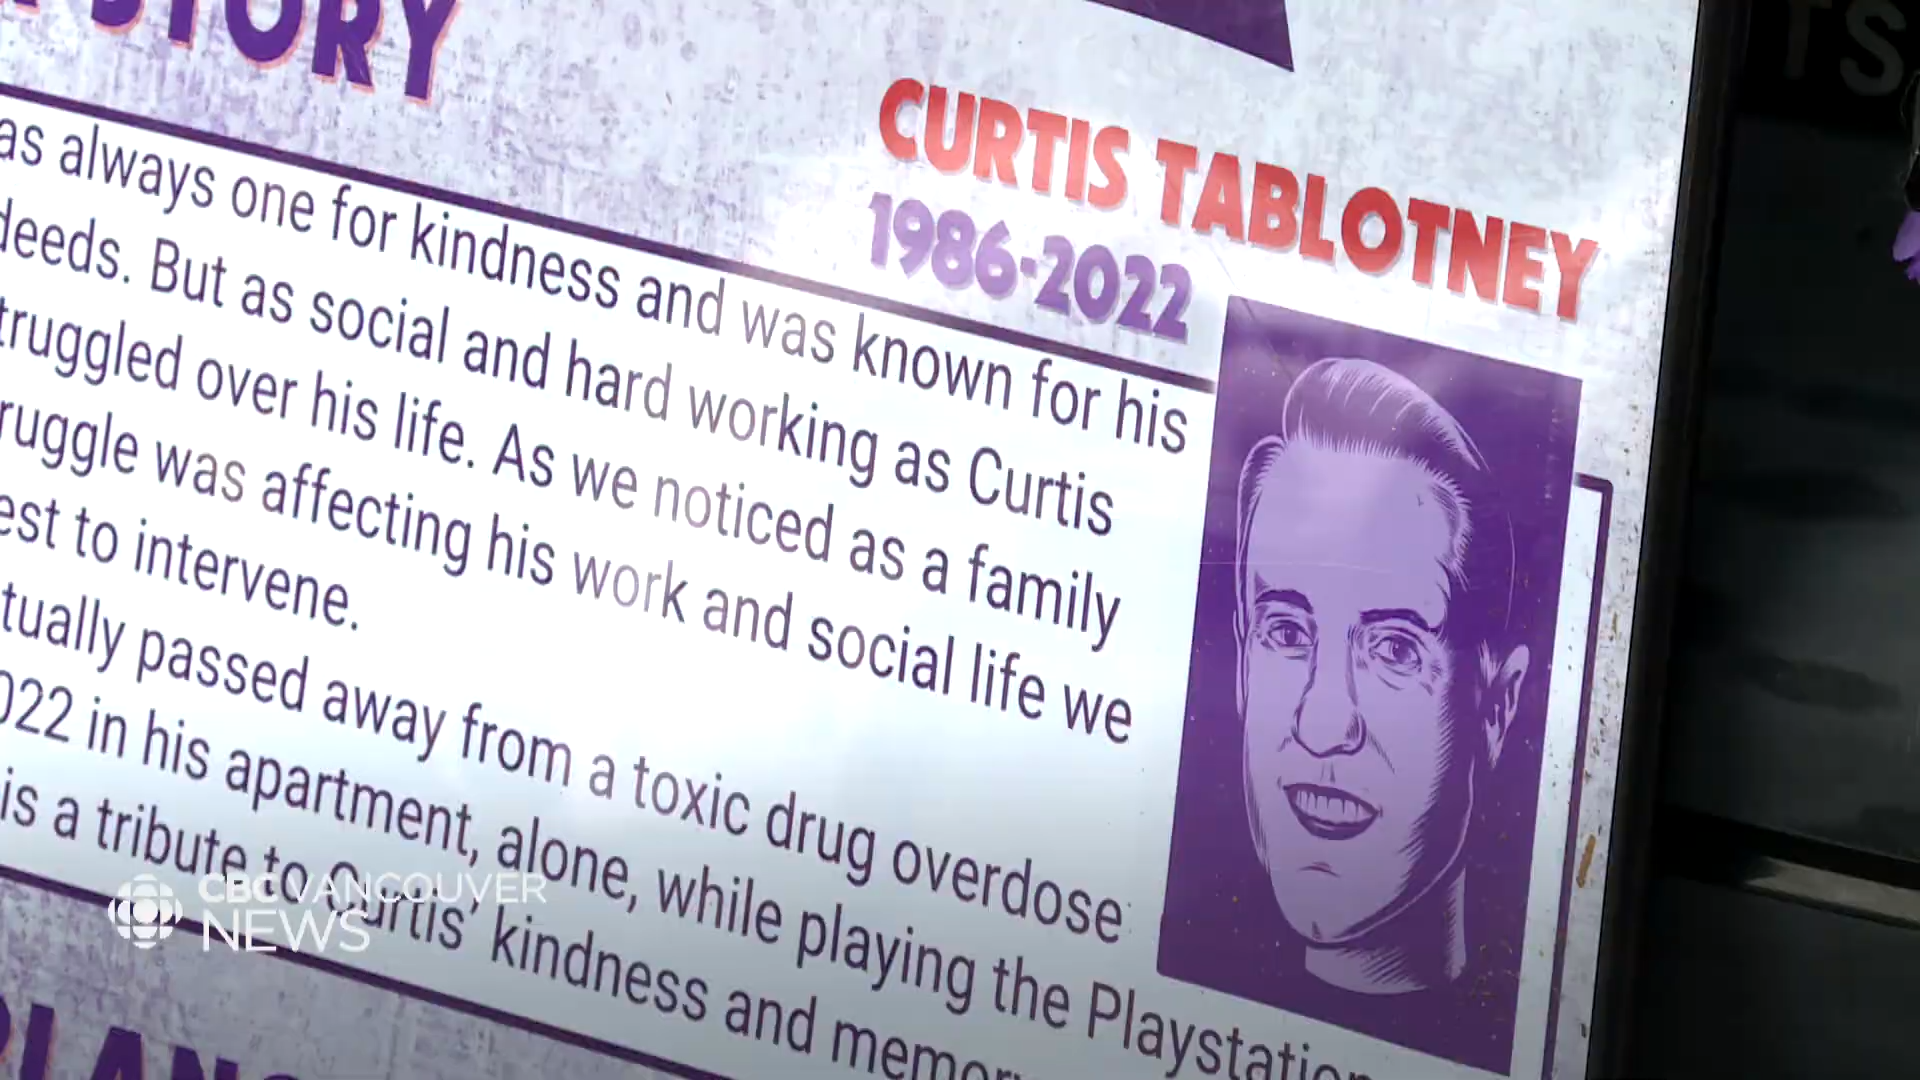 STORY
CURTIS TABLOTNEY
1986-2022
as always one for kindness and was known for his
deeds. But as social and hard working as Curtis
truggled over his life. As we noticed as a family
ruggle was affecting his work and social life we
est to intervene.
tually passed away from a toxic drug overdose
022 in his apartment, alone, while playing the Playstation
is a tribute to Curtis' kindness and memory
CBC VANCOUVER
NEWS